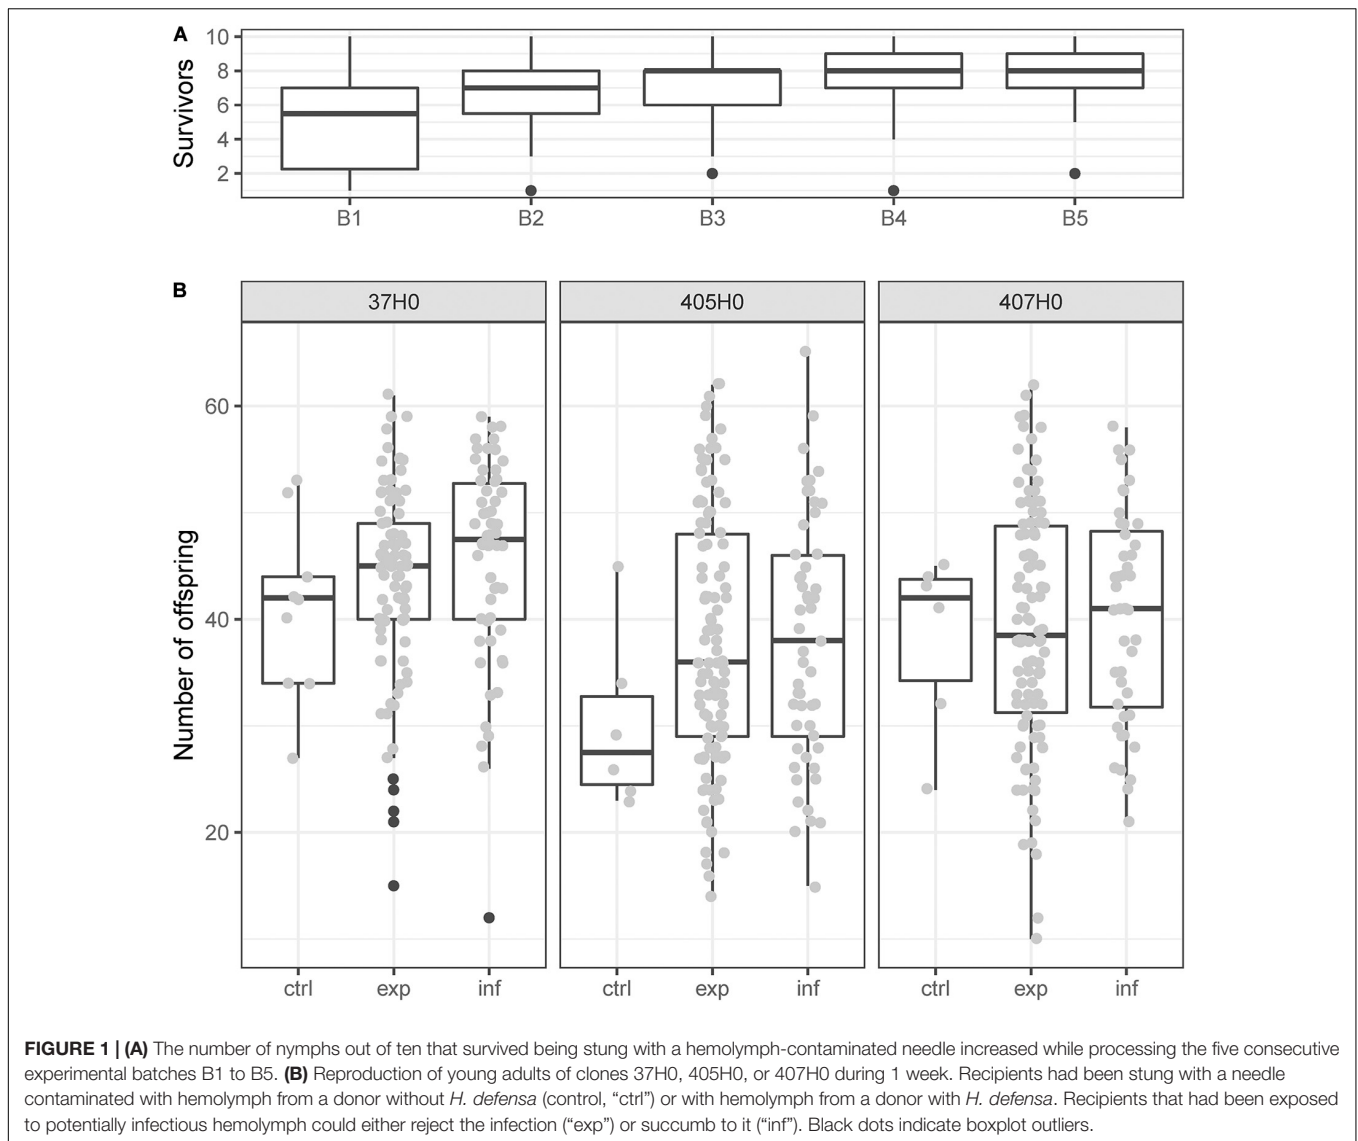 A
Survivors
10
8
6
4
2
B1 B2 B3 B4 B5
B
37H0 405H0 407H0
Number of offspring
60
40
20
ctrl exp inf ctrl exp inf ctrl exp inf
FIGURE 1 | (A) The number of nymphs out of ten that survived being stung with a hemolymph-contaminated needle increased while processing the five consecutive
experimental batches B1 to B5. (B) Reproduction of young adults of clones 37H0, 405H0, or 407H0 during 1 week. Recipients had been stung with a needle
contaminated with hemolymph from a donor without H. defensa (control, “ctrl”) or with hemolymph from a donor with H. defensa. Recipients that had been exposed
to potentially infectious hemolymph could either reject the infection (“exp”) or succumb to it (“inf”). Black dots indicate boxplot outliers.